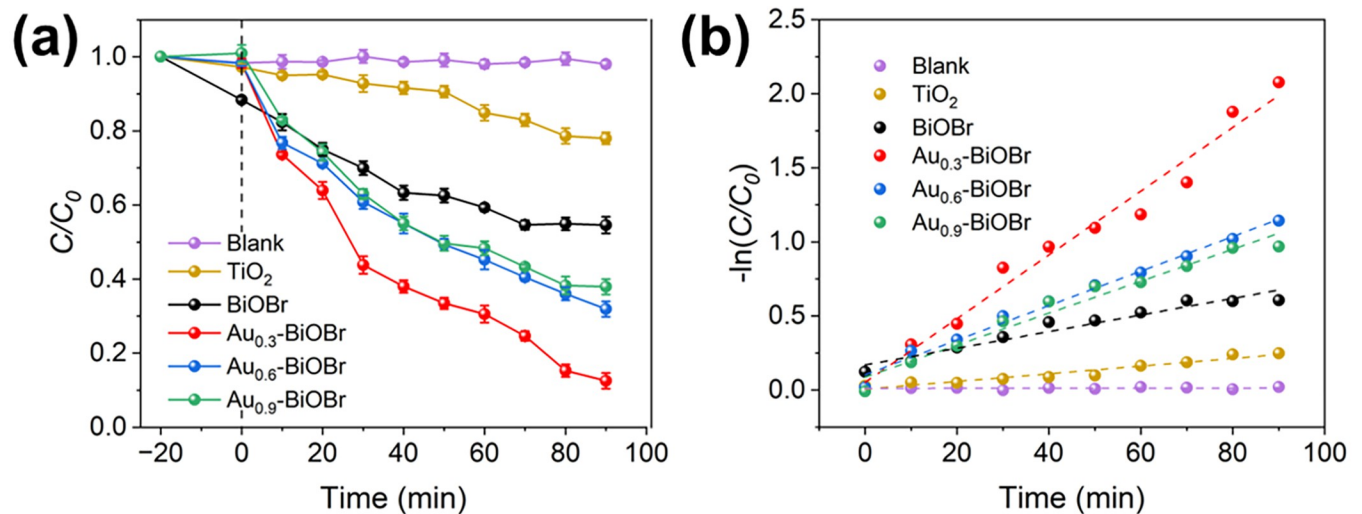 (a)
C/C₀
1.0
0.8
0.6
0.4
0.2
0.0
Blank
TiO₂
BiOBr
Au₀.₃-BiOBr
Au₀.₆-BiOBr
Au₀.₉-BiOBr
−20 0 20 40 60 80 100
Time (min)
(b)
-ln(C/C₀)
2.5
2.0
1.5
1.0
0.5
0.0
Blank
TiO₂
BiOBr
Au₀.₃-BiOBr
Au₀.₆-BiOBr
Au₀.₉-BiOBr
0 20 40 60 80 100
Time (min)